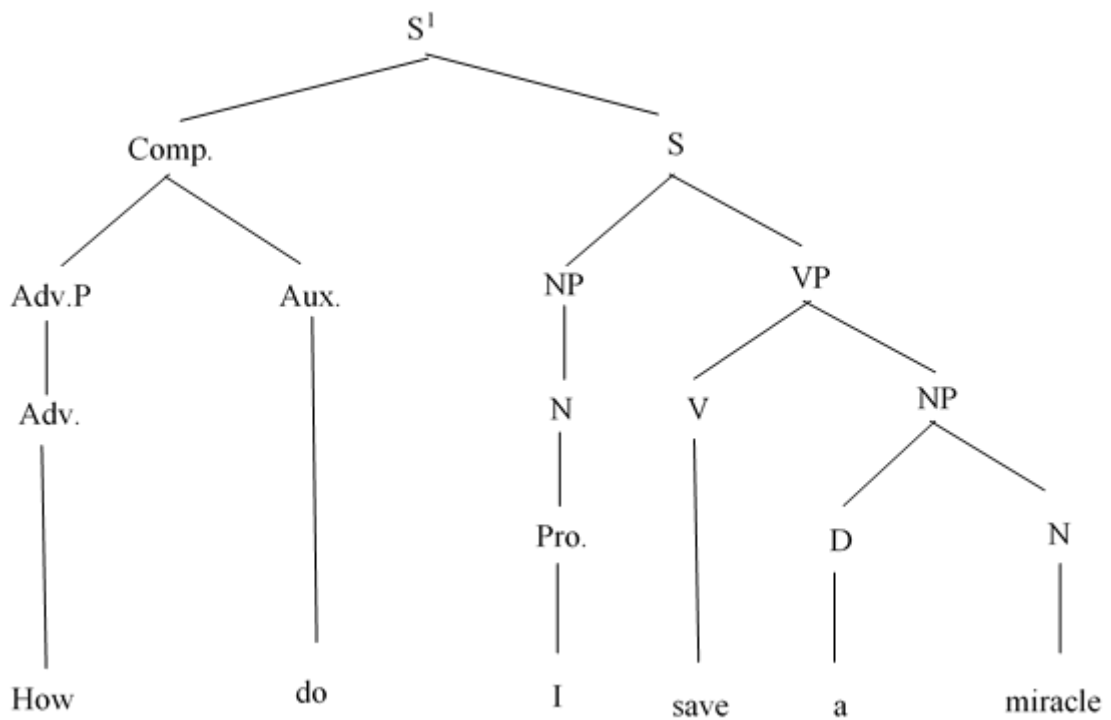 S¹
Comp. S
Adv.P Aux. NP VP
Adv. N V NP
Pro. D N
How do I save a miracle